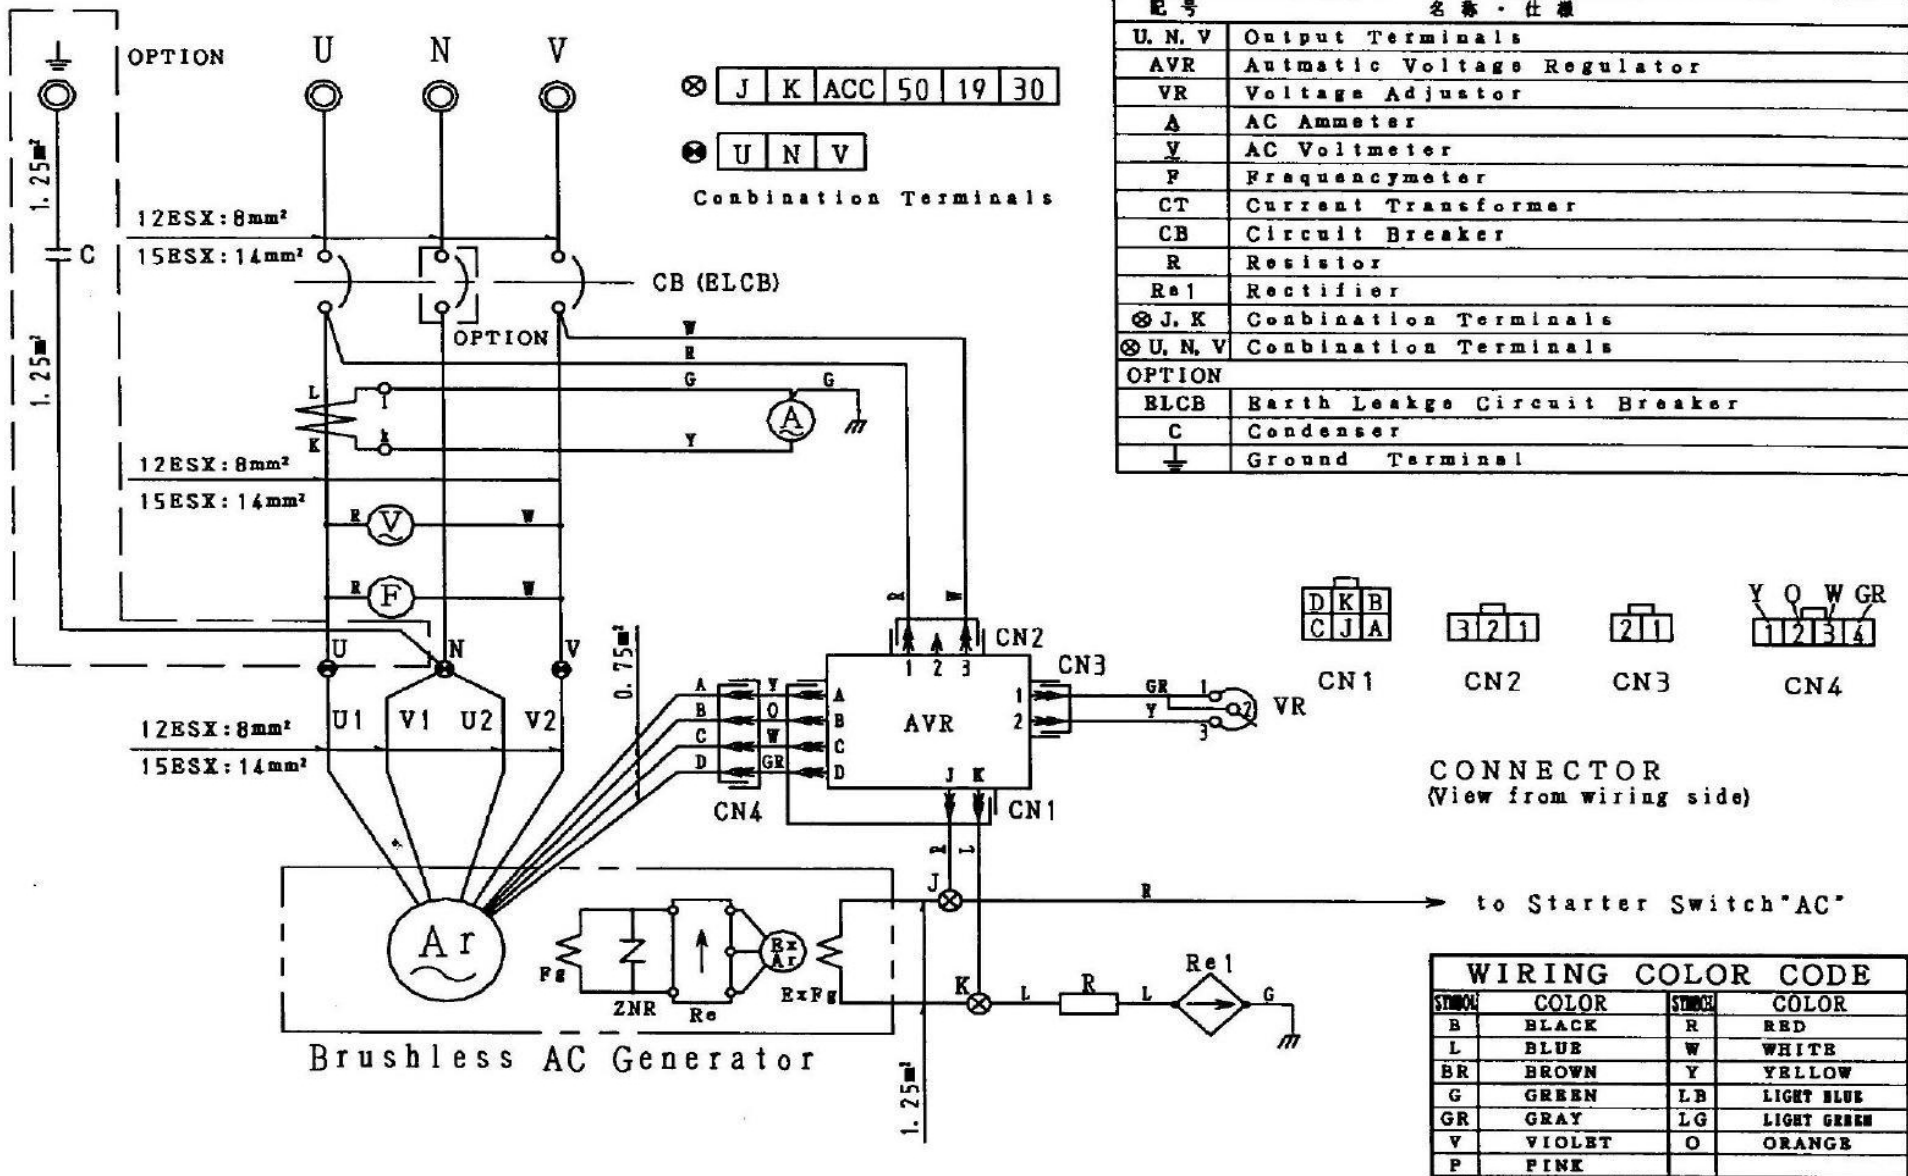 記号 名称・仕様
U. N. V Output Terminals
AVR Autmatic Voltage Regulator
VR Voltage Adjustor
A AC Ammeter
V AC Voltmeter
F Frequencymeter
CT Current Transformer
CB Circuit Breaker
R Resistor
Re1 Rectifier
⊗ J. K Conbination Terminals
⊗ U. N. V Conbination Terminals
OPTION
ELCB Earth Leakge Circuit Breaker
C Condenser
Ground Terminal
OPTION
U N V
J K ACC 50 19 30
U N V
Conbination Terminals
1.25m²
12ESX:8mm²
15ESX:14mm²
C
CB (ELCB)
OPTION
1.25m²
W
R
G G
L l
A
K k
Y
12ESX:8mm²
15ESX:14mm²
R V W
R F W
U N V
0.75m²
R W
CN2
1 2 3
CN3
A Y A
B O B
C W C
D GR D
AVR
1 GR 1
2 Y 3
2
VR
J K
CN4
CN1
U1 V1 U2 V2
12ESX:8mm²
15ESX:14mm²
D K B
C J A
CN1
3 2 1
CN2
2 1
CN3
Y O W GR
1 2 3 4
CN4
CONNECTOR
(View from wiring side)
R L
J R
to Starter Switch"AC"
Ar
Fg
ZNR
Re
Ex
Ar
ExFg
K L R L Re1 G
Brushless AC Generator
1.25m²
WIRING COLOR CODE
SYMBOL COLOR SYMBOL COLOR
B BLACK R RED
L BLUE W WHITE
BR BROWN Y YELLOW
G GREEN LB LIGHT BLUE
GR GRAY LG LIGHT GREEN
V VIOLET O ORANGE
P PINK